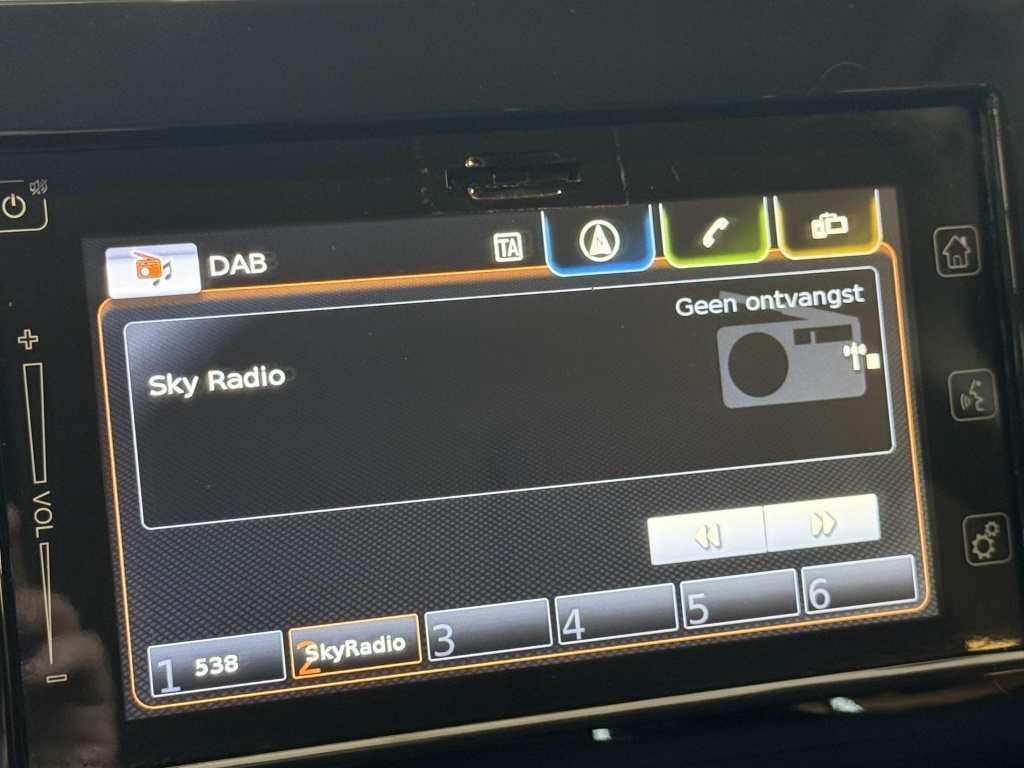 DAB
TA
N
Geen ontvangst
Sky Radio
VOL
1 538
2 SkyRadio
3
4
5
6